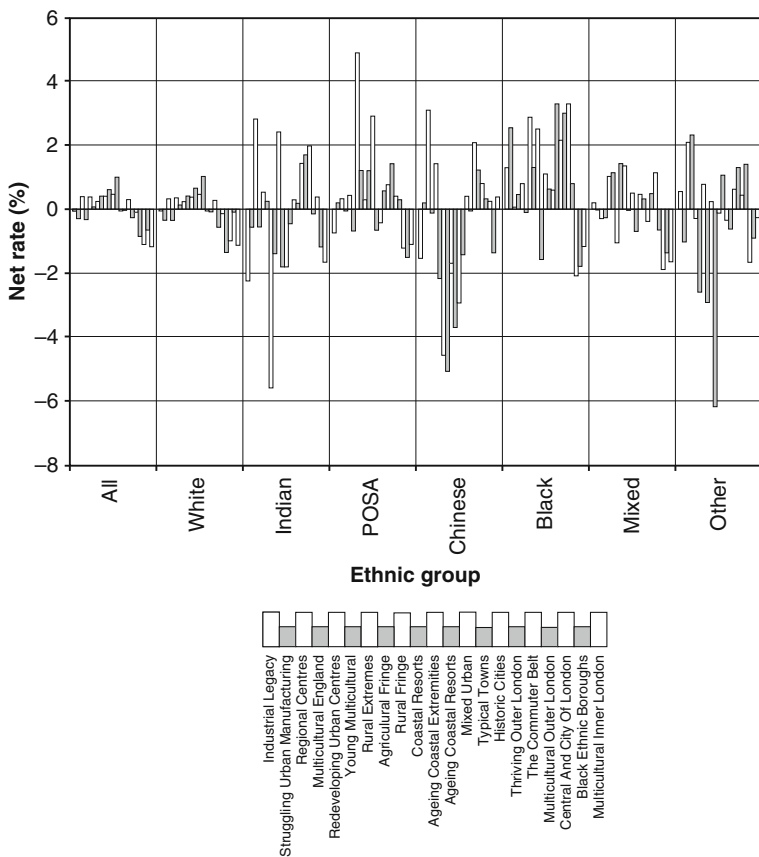 6
4
2
0
–2
–4
–6
–8
Net rate (%)
All
White
Indian
POSA
Chinese
Black
Mixed
Other
Ethnic group
Industrial Legacy
Struggling Urban Manufacturing
Regional Centres
Multicultural England
Redeveloping Urban Centres
Young Multicultural
Rural Extremes
Agriculural Fringe
Rural Fringe
Coastal Resorts
Ageing Coastal Extremities
Ageing Coastal Resorts
Mixed Urban
Typical Towns
Historic Cities
Thriving Outer London
The Commuter Belt
Multicultural Outer London
Central And City Of London
Black Ethnic Boroughs
Multicultural Inner London